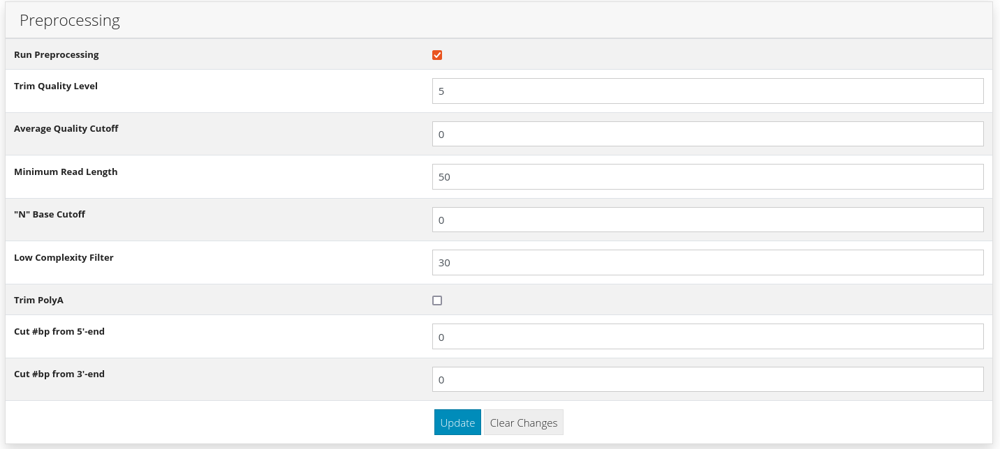 Preprocessing
Run Preprocessing
Trim Quality Level
5
Average Quality Cutoff
0
Minimum Read Length
50
"N" Base Cutoff
0
Low Complexity Filter
30
Trim PolyA
Cut #bp from 5'-end
0
Cut #bp from 3'-end
0
Update Clear Changes